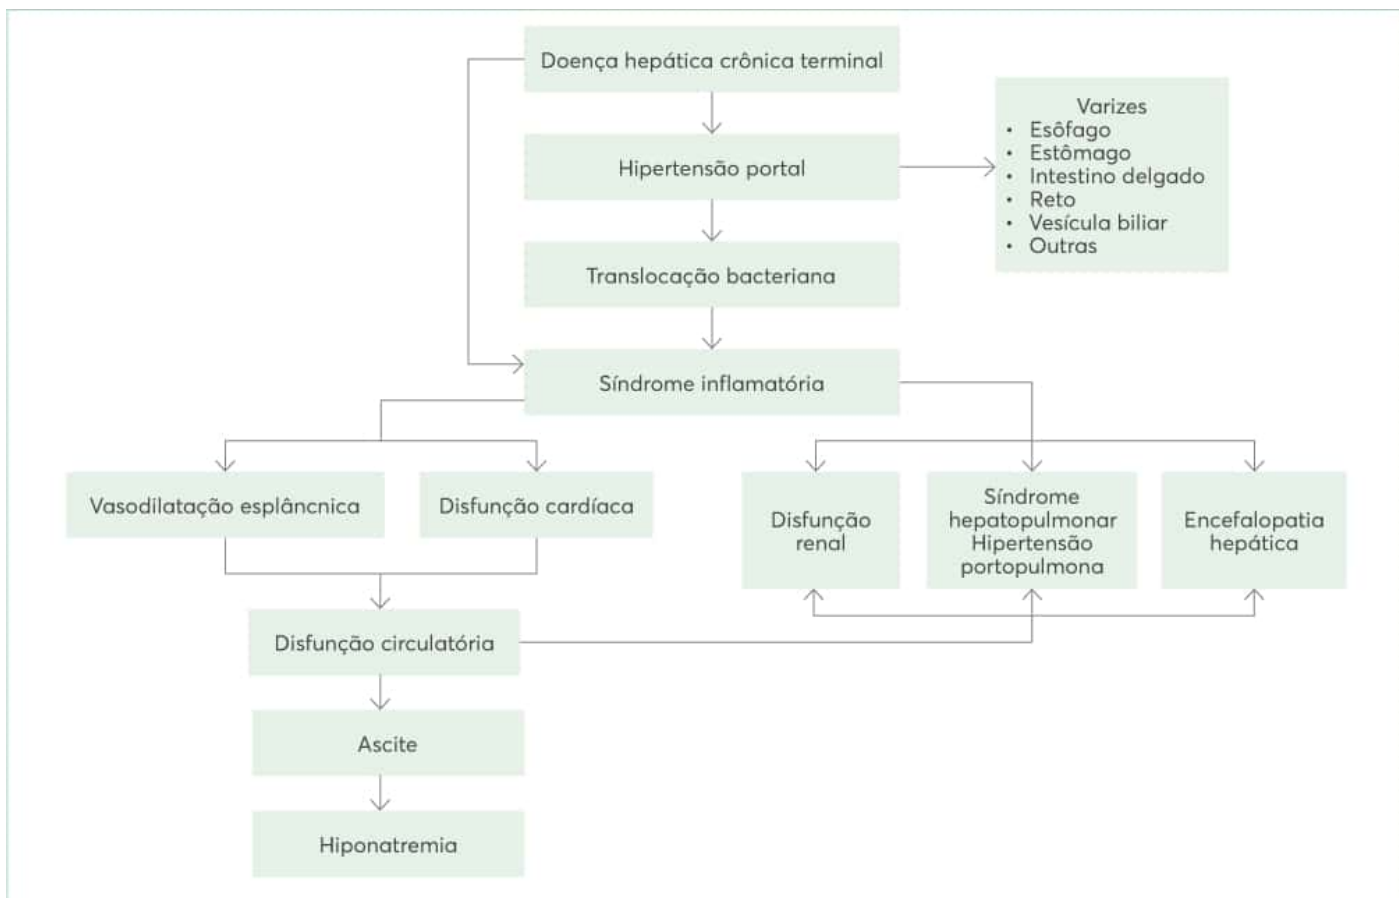 Doença hepática crônica terminal
Hipertensão portal
Varizes
• Esôfago
• Estômago
• Intestino delgado
• Reto
• Vesícula biliar
• Outras
Translocação bacteriana
Síndrome inflamatória
Vasodilatação esplâncnica
Disfunção cardíaca
Disfunção
renal
Síndrome
hepatopulmonar
Hipertensão
portopulmona
Encefalopatia
hepática
Disfunção circulatória
Ascite
Hiponatremia